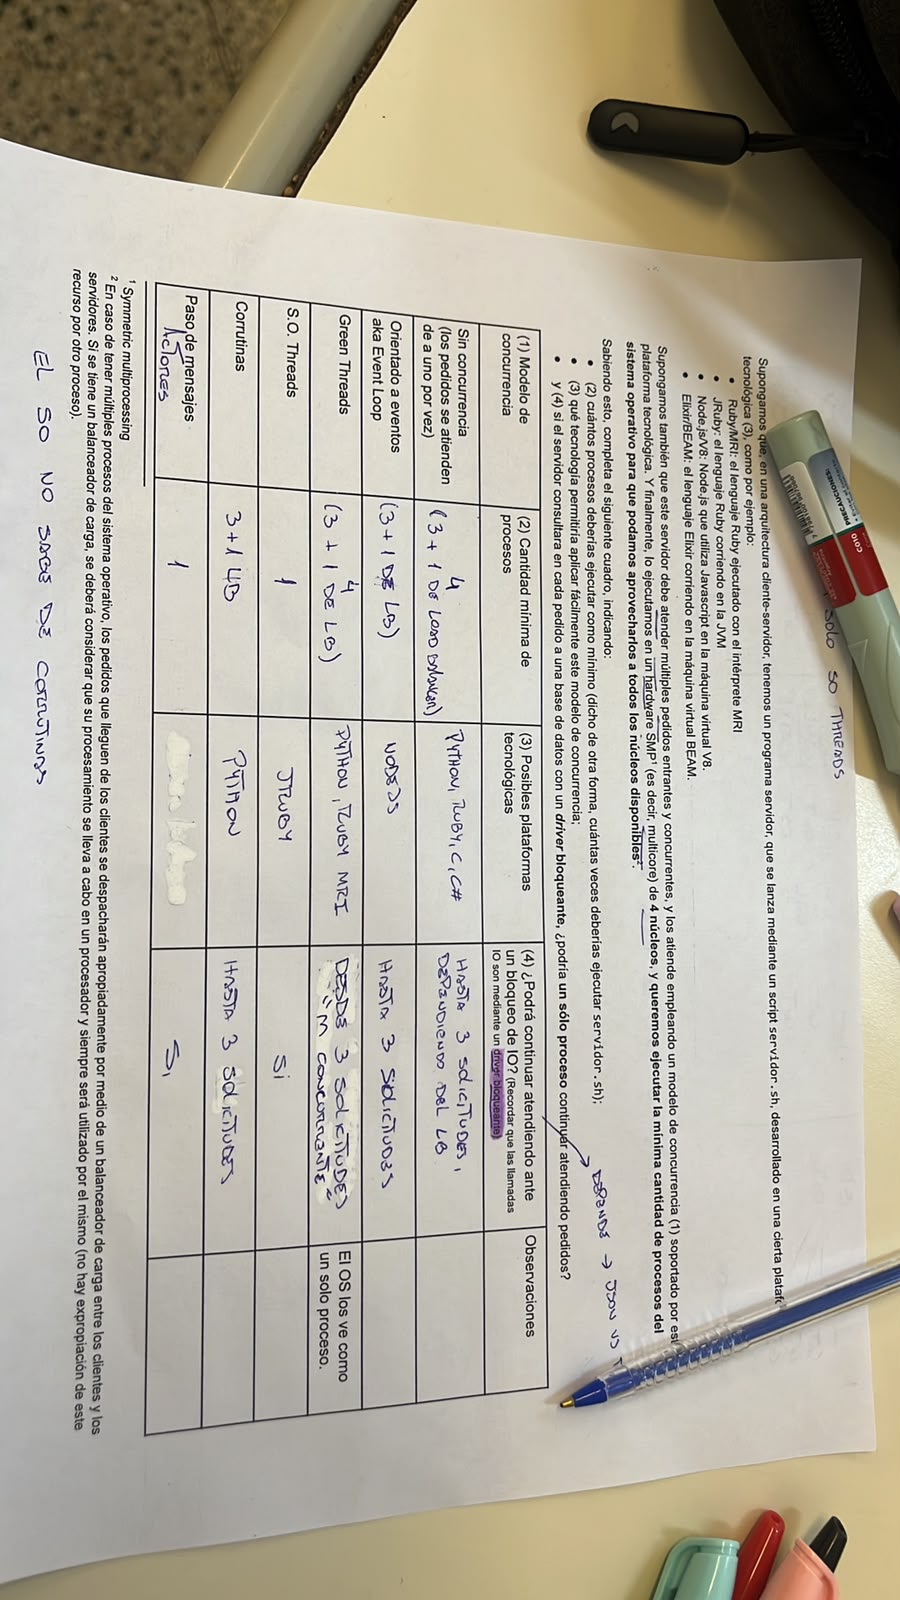 SOLO SO THREADS
Supongamos que, en una arquitectura cliente-servidor, tenemos un programa servidor, que se lanza mediante un script servidor.sh, desarrollado en una cierta plataf
tecnológica (3), como por ejemplo:
• Ruby/MRI: el lenguaje Ruby ejecutado con el intérprete MRI
• JRuby: el lenguaje Ruby corriendo en la JVM
• Node.js/V8: Node.js que utiliza Javascript en la máquina virtual V8.
• Elixir/BEAM: el lenguaje Elixir corriendo en la máquina virtual BEAM.
Supongamos también que este servidor debe atender múltiples pedidos entrantes y concurrentes, y los atiende empleando un modelo de concurrencia (1) soportado por es
plataforma tecnológica. Y finalmente, lo ejecutamos en un hardware SMP¹ (es decir, multicore) de 4 núcleos, y queremos ejecutar la mínima cantidad de procesos del
sistema operativo para que podamos aprovecharlos a todos los núcleos disponibles².
Sabiendo esto, completa el siguiente cuadro, indicando:
• (2) cuántos procesos deberías ejecutar como mínimo (dicho de otra forma, cuántas veces deberías ejecutar servidor.sh);
• (3) qué tecnología permitiría aplicar fácilmente este modelo de concurrencia;
• y (4) si el servidor consultara en cada pedido a una base de datos con un driver bloqueante, ¿podría un sólo proceso continuar atendiendo pedidos?
DEPENDE → JSON VS
(1) Modelo de concurrencia
(2) Cantidad mínima de procesos
(3) Posibles plataformas tecnológicas
(4) ¿Podrá continuar atendiendo ante un bloqueo de IO? (Recordar que las llamadas IO son mediante un driver bloqueante)
Observaciones
Sin concurrencia (los pedidos se atienden de a uno por vez)
4
(3 + 1 DE LOAD BALANCER)
PYTHON, RUBY, C, C#
HASTA 3 SOLICITUDES, DEPENDIENDO DEL LB
Orientado a eventos aka Event Loop
(3 + 1 DE LB)
NODEJS
HASTA 3 SOLICITUDES
Green Threads
4
(3 + 1 DE LB)
PYTHON, RUBY MRI
DESDE 3 SOLICITUDES "M CONCURRENTE"
El OS los ve como un solo proceso.
S.O. Threads
1
JRUBY
SI
Corrutinas
3 + 1 LB
PYTHON
HASTA 3 SOLICITUDES
Paso de mensajes
ACTORES
1
SI
¹ Symmetric multiprocessing
² En caso de tener múltiples procesos del sistema operativo, los pedidos que lleguen de los clientes se despacharán apropiadamente por medio de un balanceador de carga entre los clientes y los
servidores. SI se tiene un balanceador de carga, se deberá considerar que su procesamiento se lleva a cabo en un procesador y siempre será utilizado por el mismo (no hay expropiación de este
recurso por otro proceso).
EL SO NO SABE DE CORRUTINAS
PRECAUCIONES:
CO10